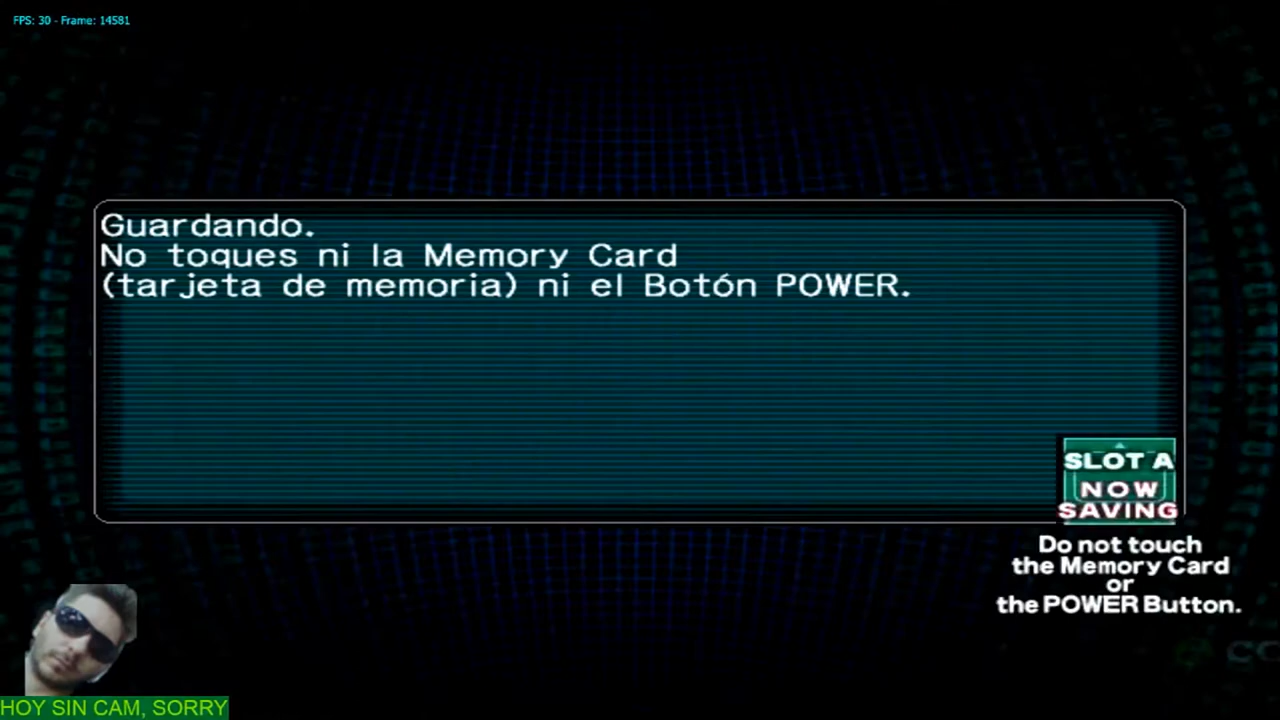 FPS: 30 - Frame: 14581
Guardando.
No toques ni la Memory Card
(tarjeta de memoria) ni el Botón POWER.
SLOT A
NOW
SAVING
Do not touch
the Memory Card
or
the POWER Button.
HOY SIN CAM, SORRY